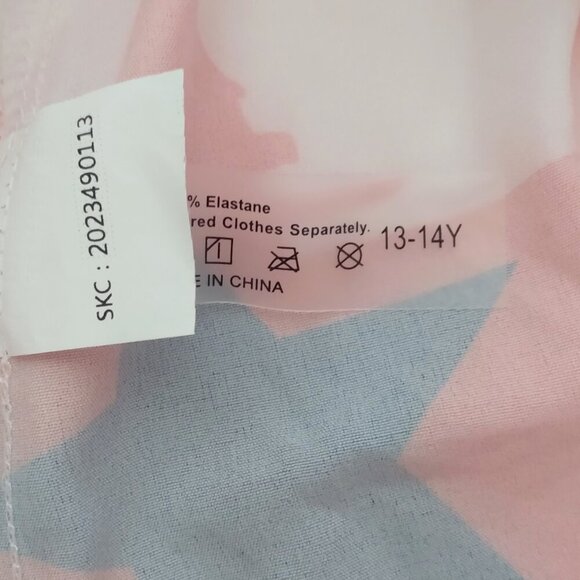 SKC : 2023490113
% Elastane
red Clothes Separately.
13-14Y
E IN CHINA